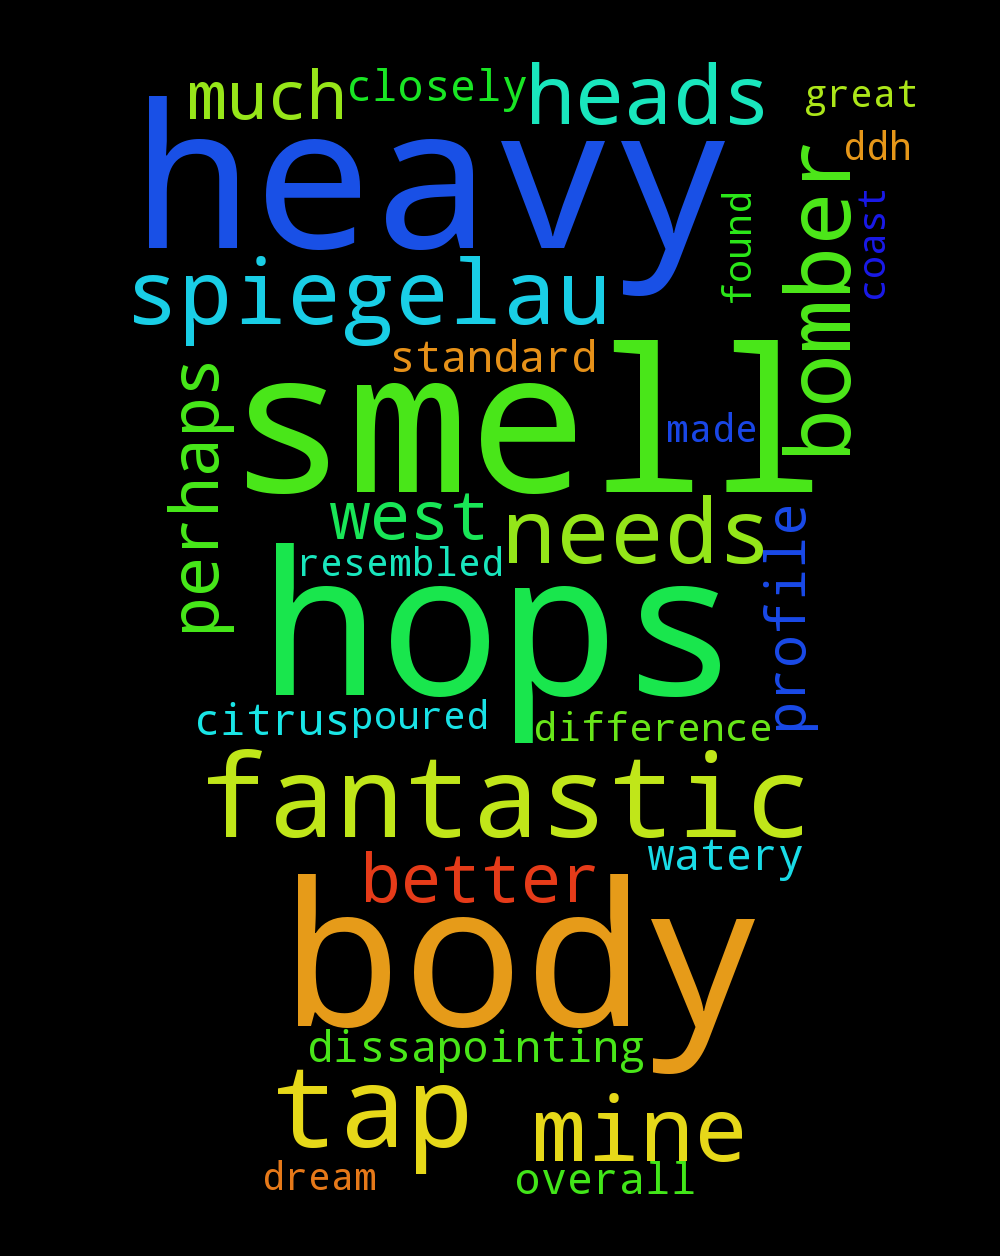 much
closely
heads
great
heavy
ddh
bomber
found
coast
spiegelau
standard
smell
made
perhaps
west
needs
resembled
hops
profile
citrus
poured
difference
fantastic
watery
better
body
dissapointing
tap
mine
dream
overall